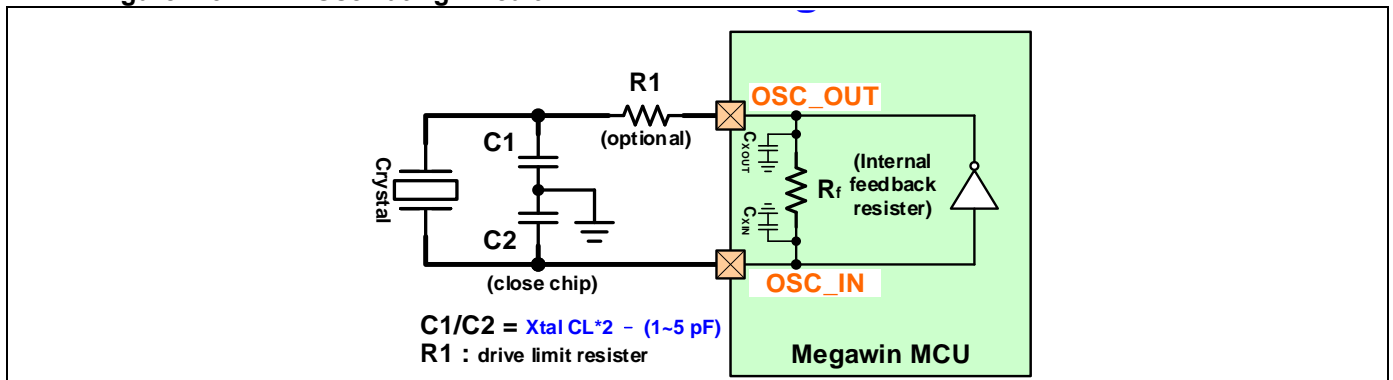 R1
(optional)
OSC_OUT
C1
CXOUT
(Internal
feedback
resister)
Rf
Crystal
CXIN
C2
(close chip)
OSC_IN
C1/C2 = Xtal CL*2 – (1~5 pF)
R1 : drive limit resister
Megawin MCU